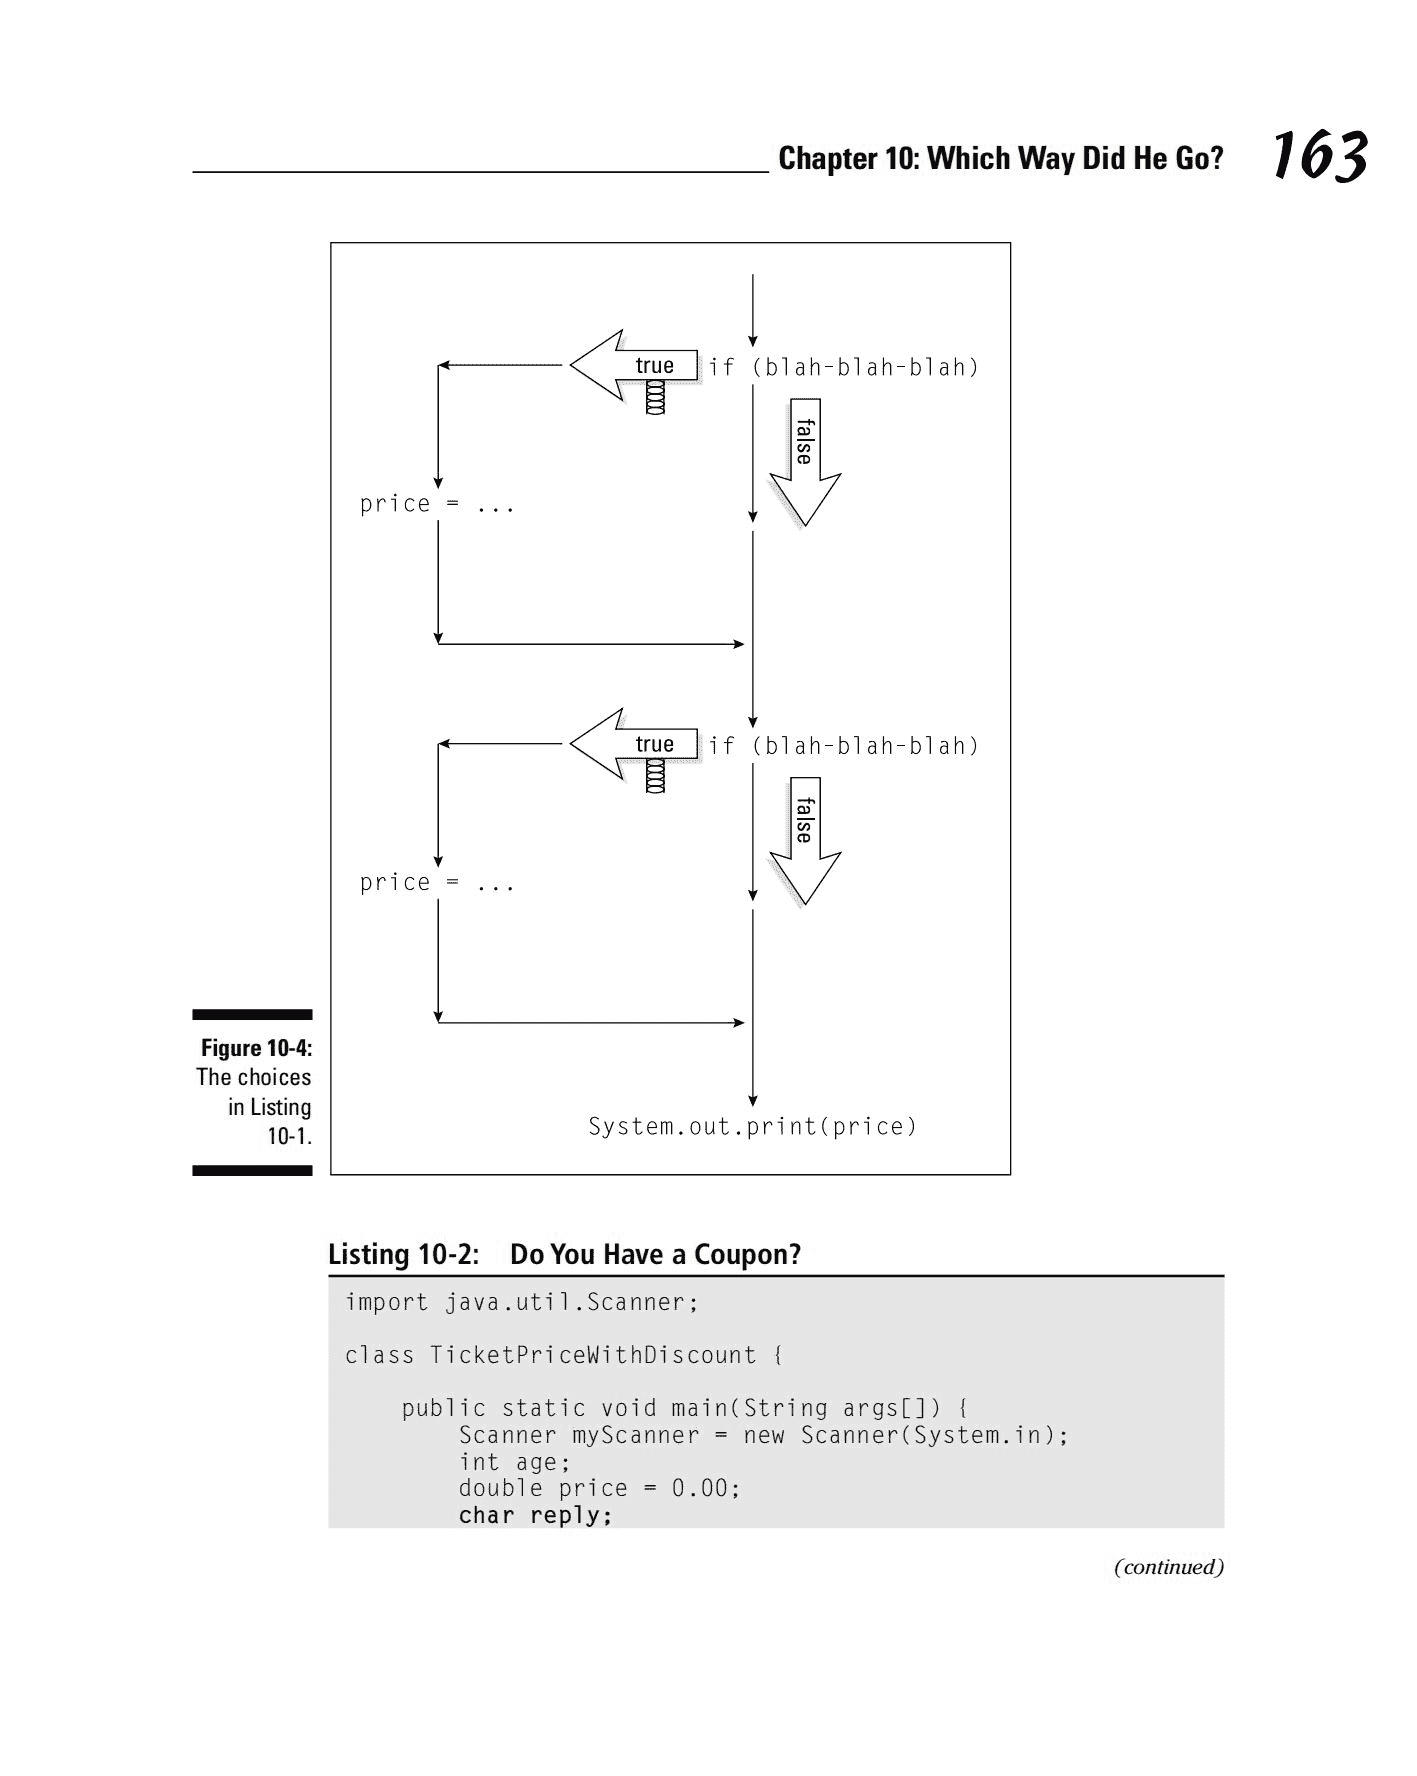 Chapter 10: Which Way Did He Go? 163
true if (blah-blah-blah)
false
price = ...
true if (blah-blah-blah)
false
price = ...
System.out.print(price)
Figure 10-4:
The choices
in Listing
10-1.
Listing 10-2: Do You Have a Coupon?
import java.util.Scanner;
class TicketPriceWithDiscount {
public static void main(String args[]) {
Scanner myScanner = new Scanner(System.in);
int age;
double price = 0.00;
char reply;
(continued)